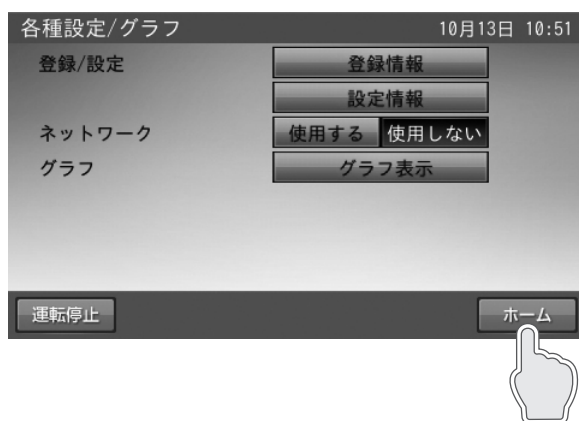 各種設定/グラフ 10月13日 10:51
登録/設定 登録情報
設定情報
ネットワーク 使用する 使用しない
グラフ グラフ表示
運転停止 ホーム